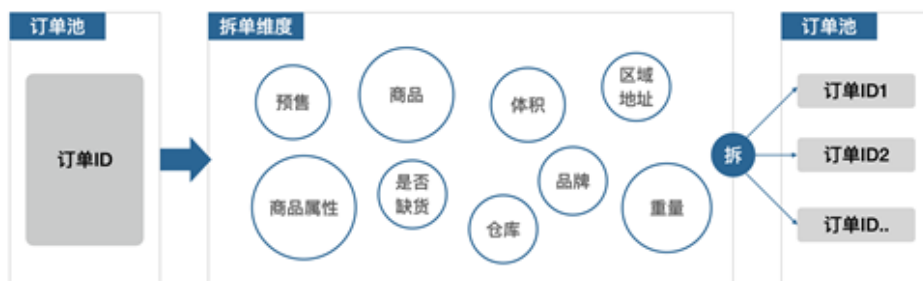 订单池
订单ID
拆单维度
预售
商品
体积
区域
地址
商品属性
是否
缺货
仓库
品牌
重量
拆
订单池
订单ID1
订单ID2
订单ID..